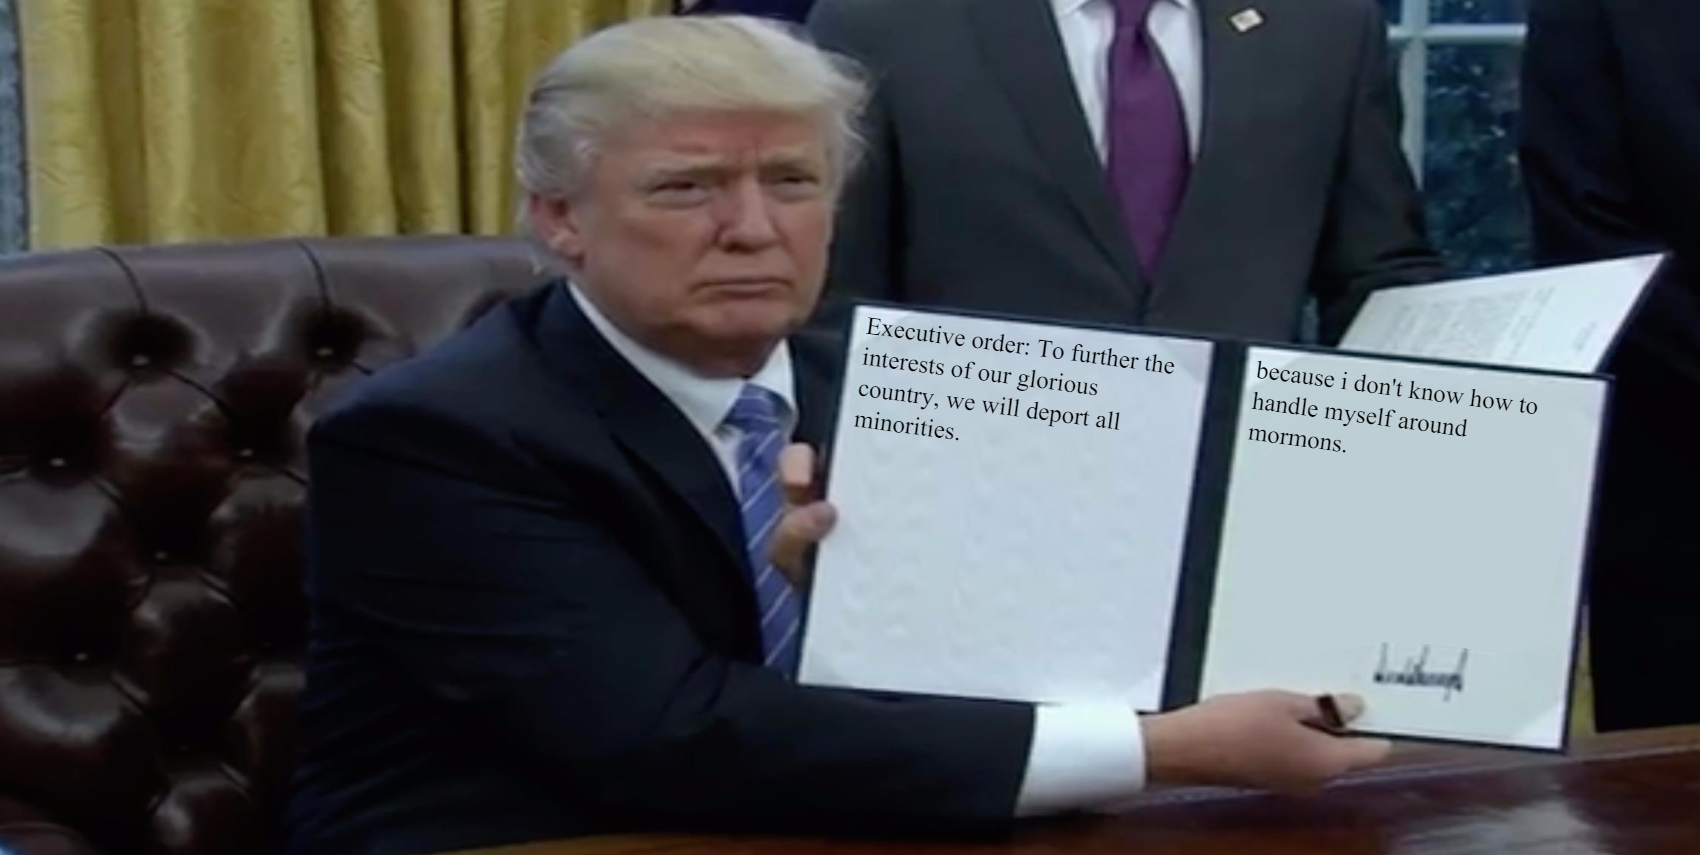 Executive order: To further the
interests of our glorious
country, we will deport all
minorities.
because i don't know how to
handle myself around
mormons.